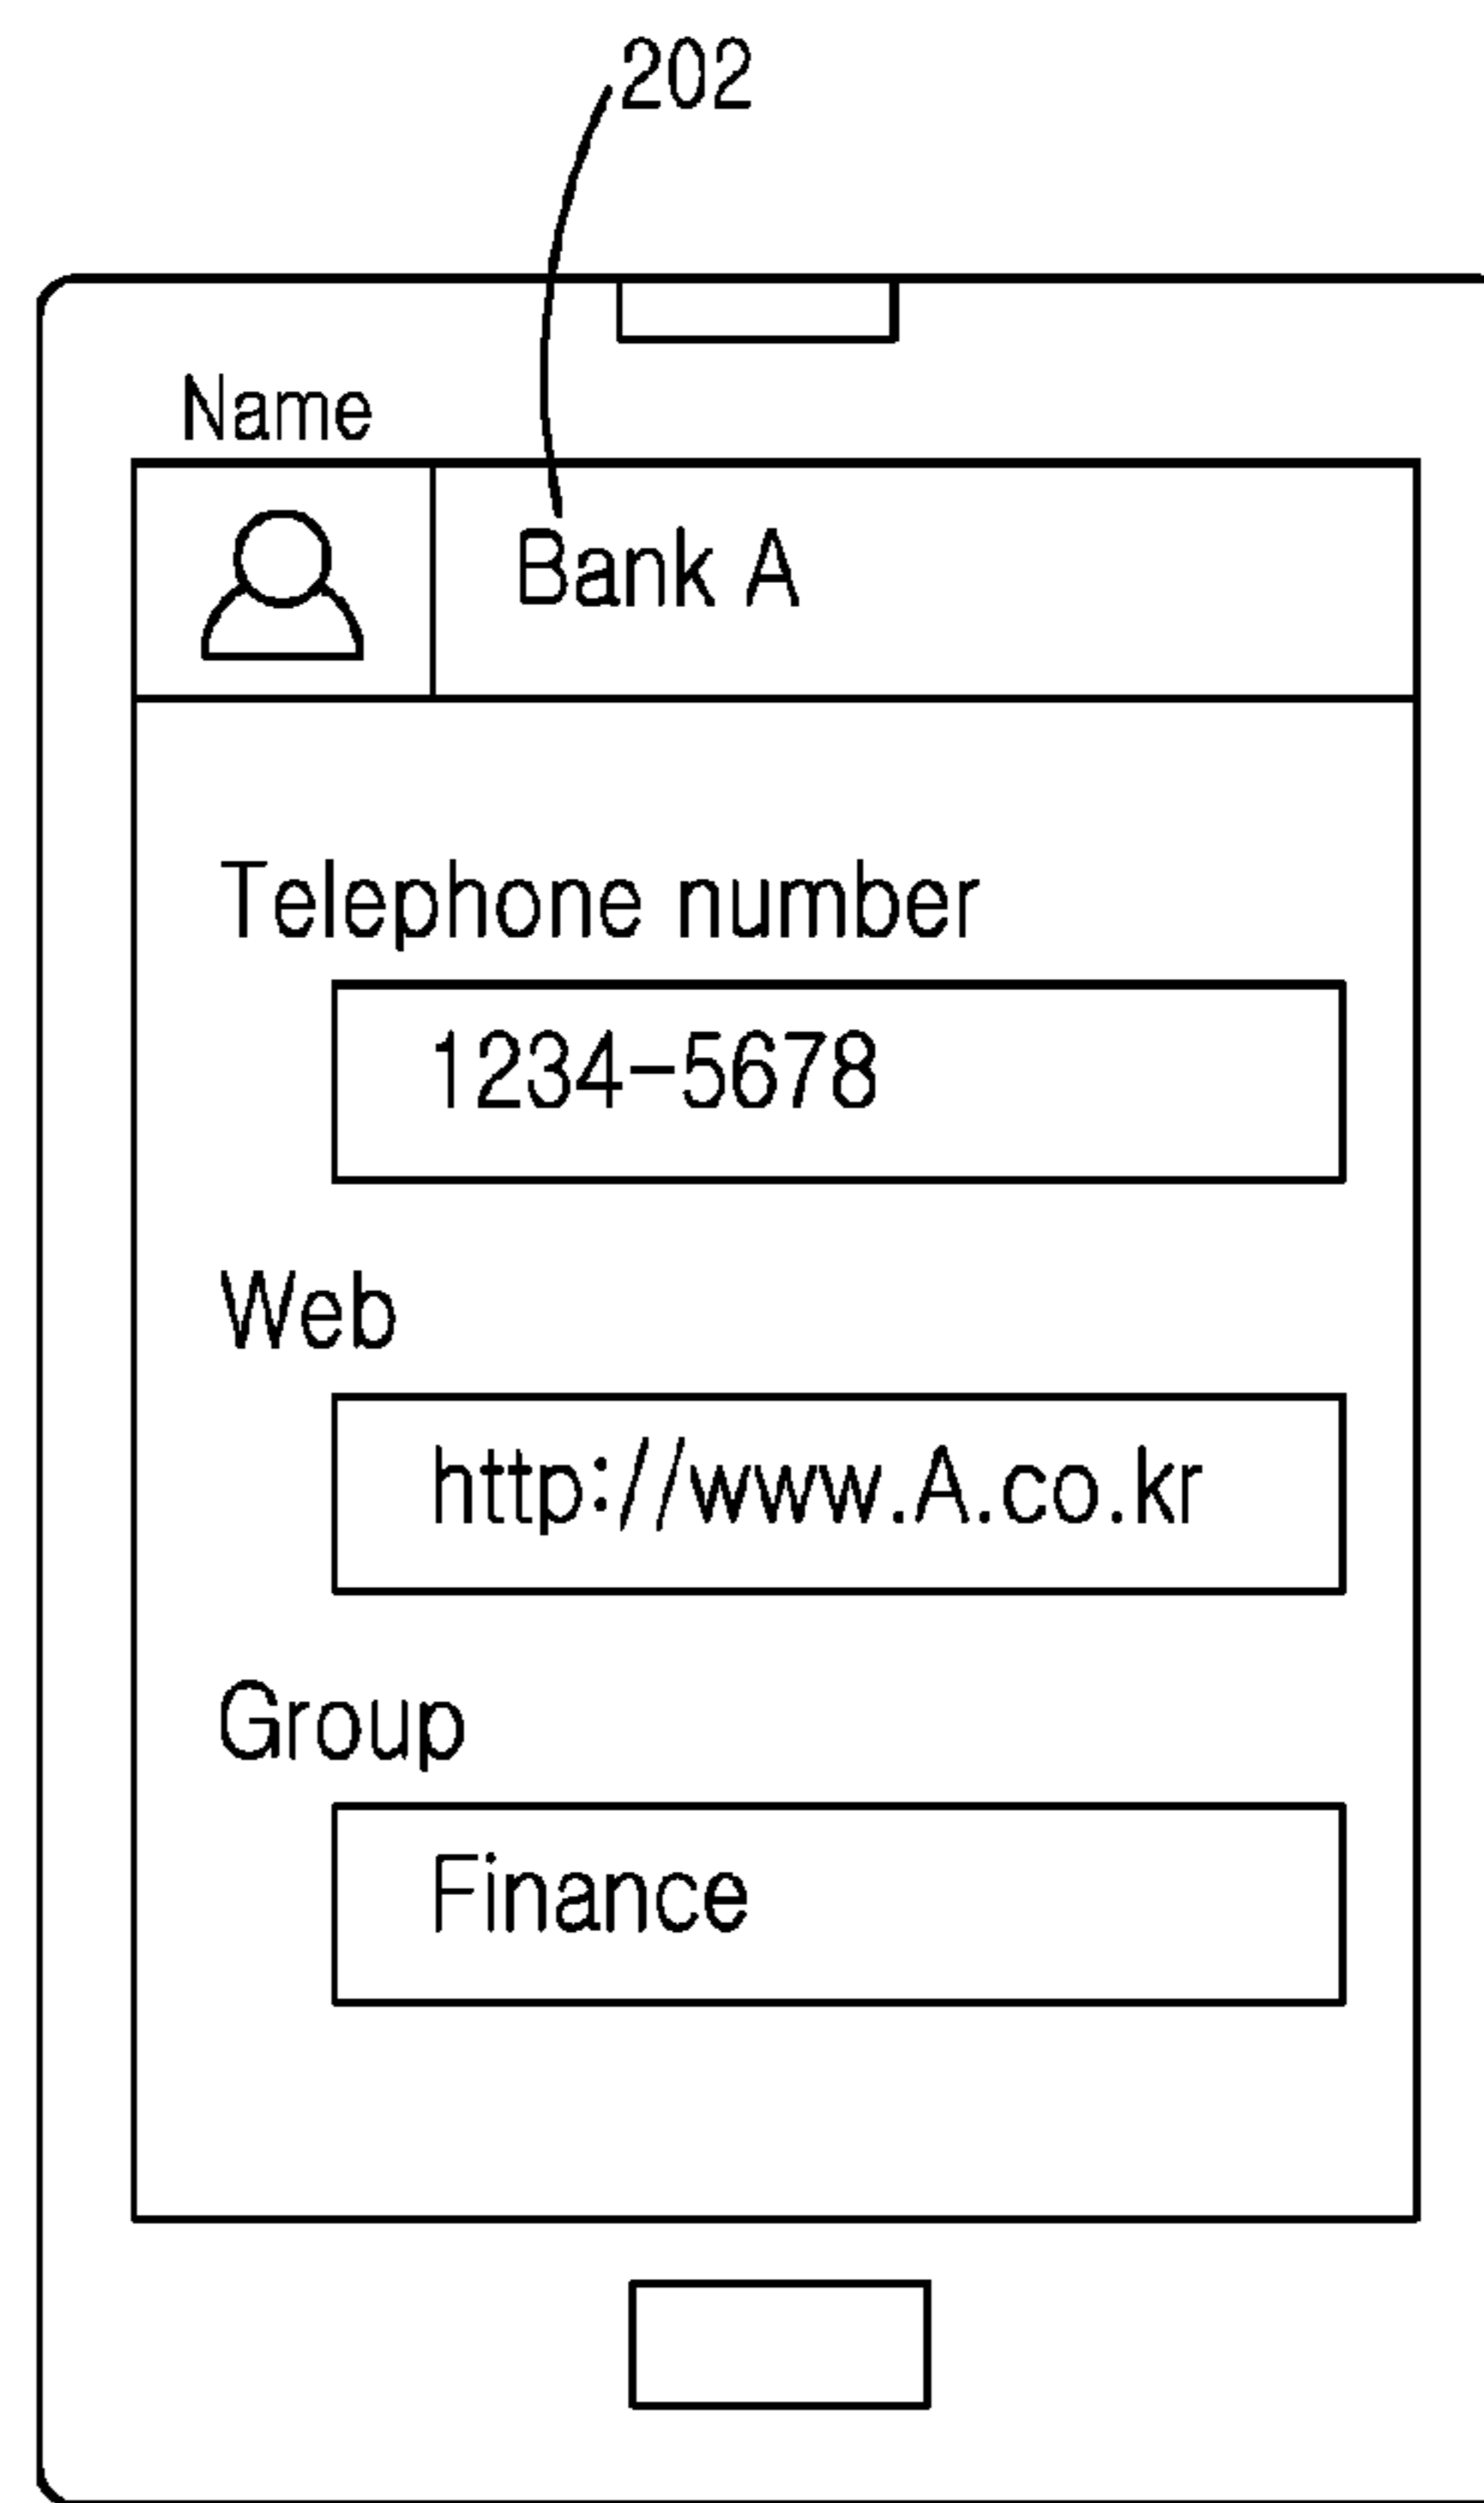 202
Name
Bank A
Telephone number
1234-5678
Web
http://www.A.co.kr
Group
Finance